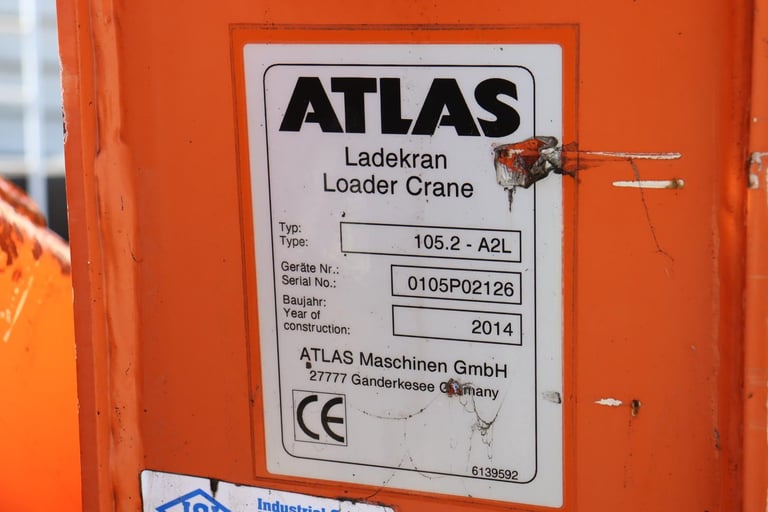 ATLAS
Ladekran
Loader Crane
Typ:
Type:
105.2 - A2L
Geräte Nr.:
Serial No.:
0105P02126
Baujahr:
Year of
construction:
2014
ATLAS Maschinen GmbH
27777 Ganderkesee Germany
CE
6139592
Industrial